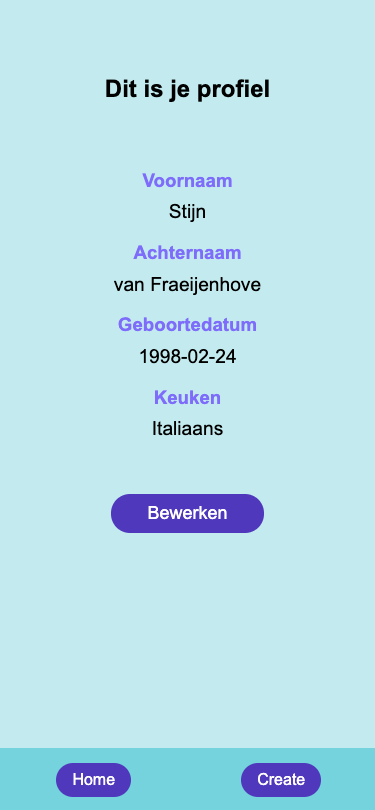 Dit is je profiel
Voornaam
Stijn
Achternaam
van Fraeijenhove
Geboortedatum
1998-02-24
Keuken
Italiaans
Bewerken
Home
Create